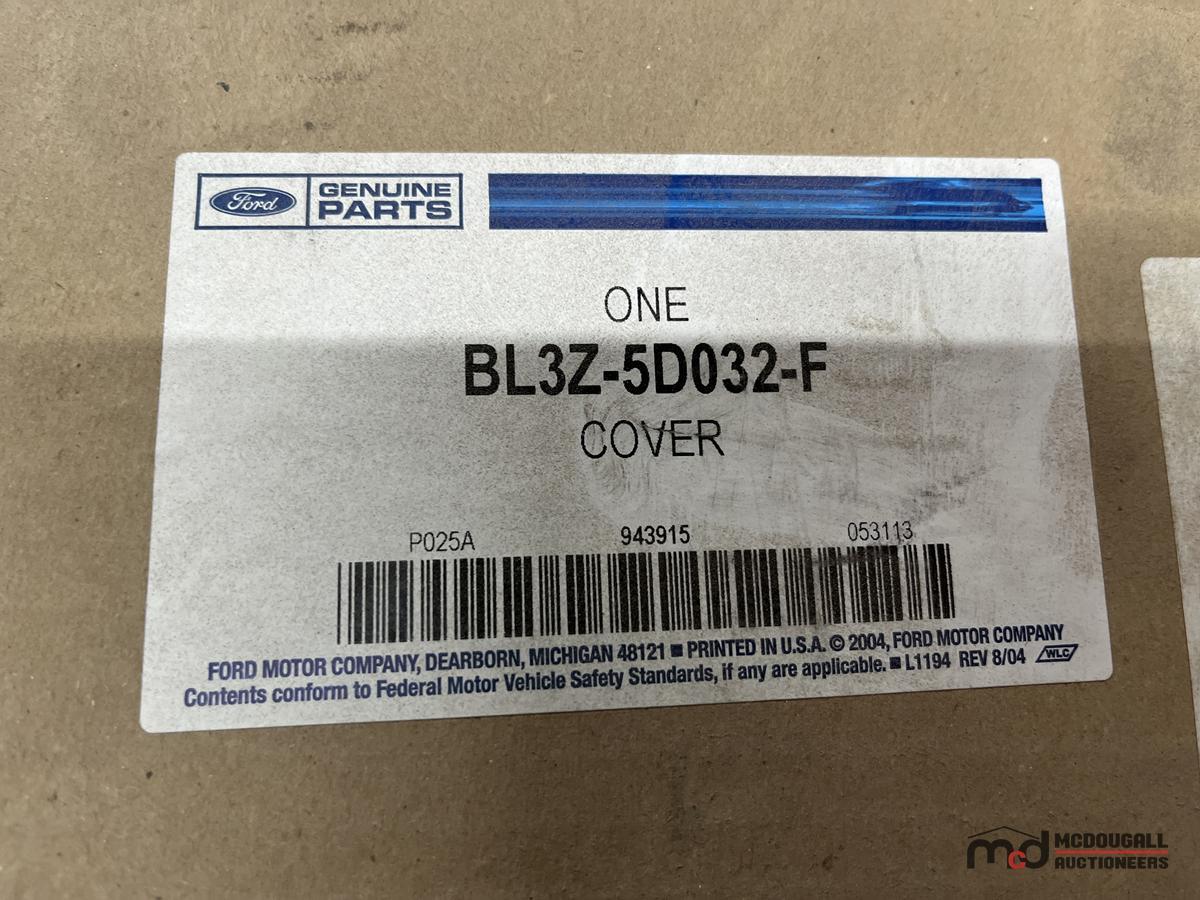 Ford GENUINE PARTS
ONE
BL3Z-5D032-F
COVER
P025A 943915 053113
FORD MOTOR COMPANY, DEARBORN, MICHIGAN 48121 ■ PRINTED IN U.S.A. © 2004, FORD MOTOR COMPANY
Contents conform to Federal Motor Vehicle Safety Standards, if any are applicable. ■ L1194 REV 8/04 WLC
mcd MCDOUGALL
AUCTIONEERS